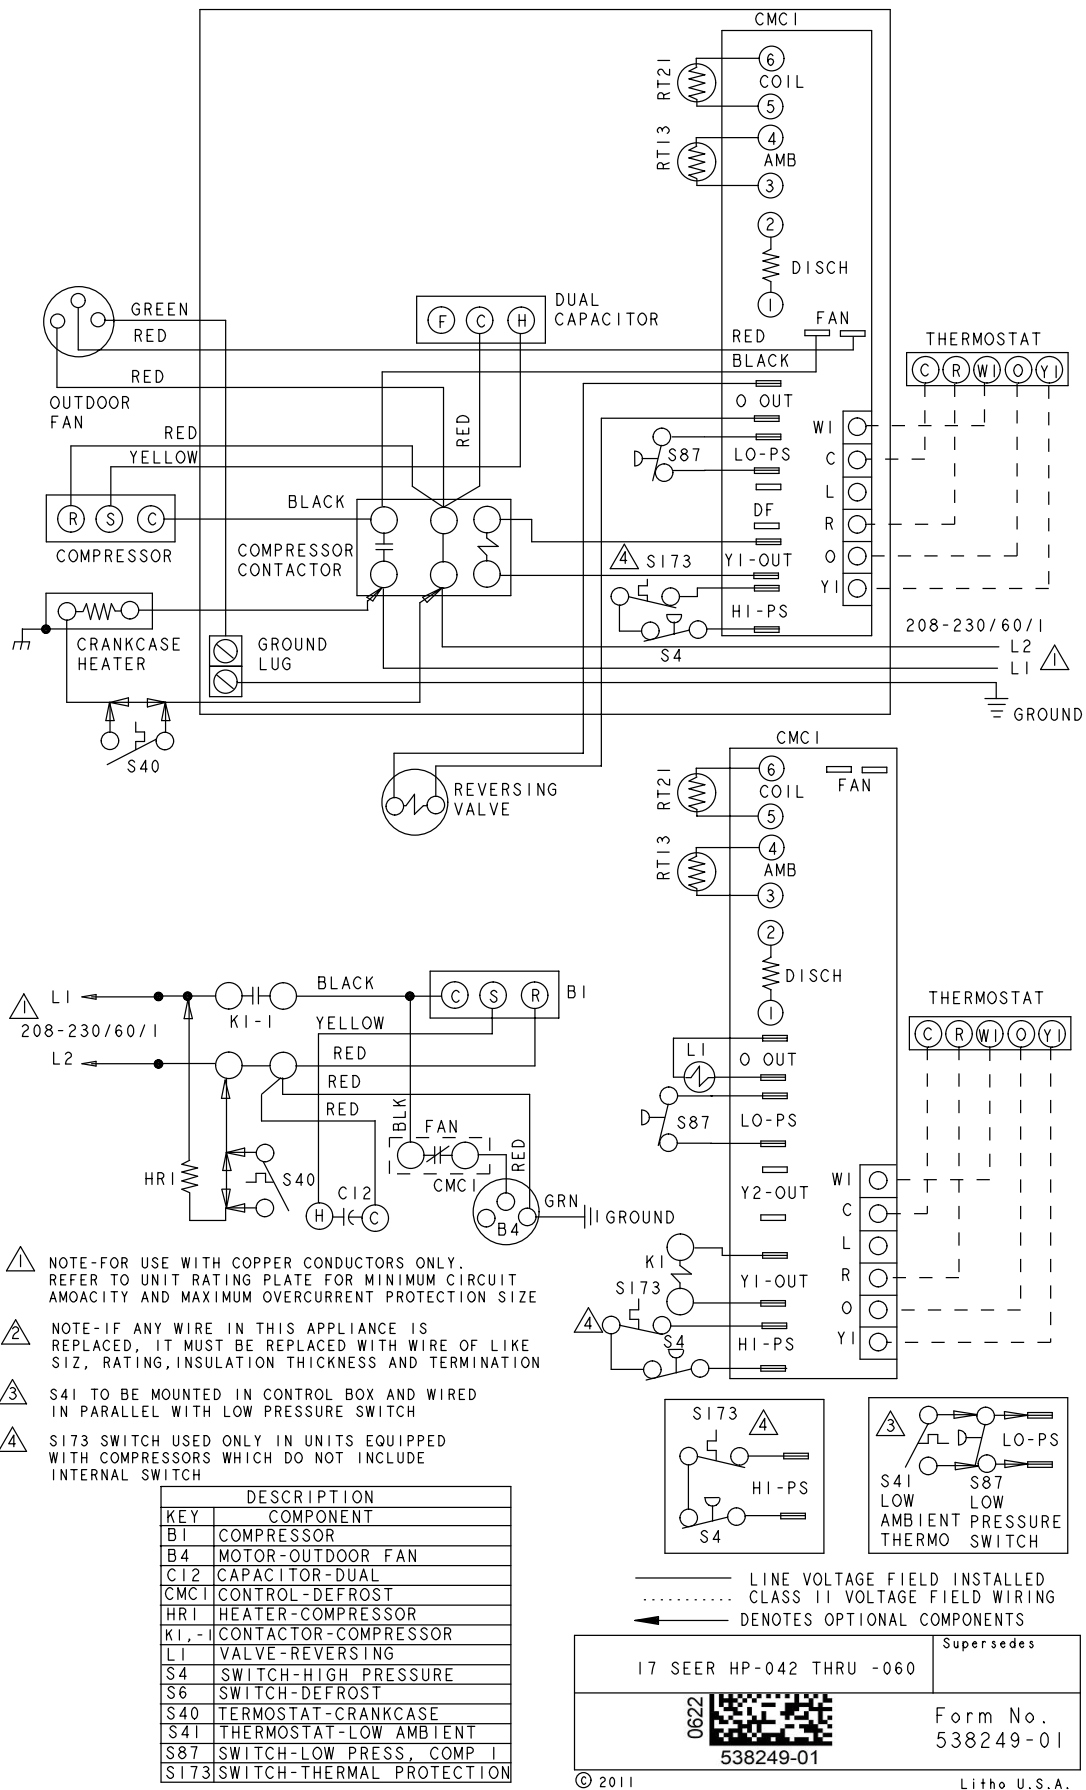 CMC1
6
COIL
5
RT21
4
AMB
3
RT13
2
DISCH
1
FAN
RED
BLACK
O OUT
LO-PS
S87
DF
Y1-OUT
4 S173
HI-PS
S4
THERMOSTAT
C R W1 O Y1
W1
C
L
R
O
Y1
208-230/60/1
L2
L1
1
GROUND
GREEN
RED
RED
OUTDOOR
FAN
F C H
DUAL
CAPACITOR
RED
RED
YELLOW
R S C
COMPRESSOR
BLACK
COMPRESSOR
CONTACTOR
CRANKCASE
HEATER
GROUND
LUG
S40
REVERSING
VALVE
CMC1
6
COIL
5
RT21
FAN
4
AMB
3
RT13
2
DISCH
1
L1
O OUT
S87
LO-PS
Y2-OUT
K1
Y1-OUT
S173
4
S4
HI-PS
THERMOSTAT
C R W1 O Y1
W1
C
L
R
O
Y1
1
L1
208-230/60/1
L2
K1-1
BLACK
C S R
B1
YELLOW
RED
RED
RED
BLK
FAN
CMC1
RED
HR1
S40
H C12 C
B4
GRN
GROUND
1 NOTE-FOR USE WITH COPPER CONDUCTORS ONLY.
REFER TO UNIT RATING PLATE FOR MINIMUM CIRCUIT
AMOACITY AND MAXIMUM OVERCURRENT PROTECTION SIZE
2 NOTE-IF ANY WIRE IN THIS APPLIANCE IS
REPLACED, IT MUST BE REPLACED WITH WIRE OF LIKE
SIZ, RATING, INSULATION THICKNESS AND TERMINATION
3 S41 TO BE MOUNTED IN CONTROL BOX AND WIRED
IN PARALLEL WITH LOW PRESSURE SWITCH
4 S173 SWITCH USED ONLY IN UNITS EQUIPPED
WITH COMPRESSORS WHICH DO NOT INCLUDE
INTERNAL SWITCH
S173 4
HI-PS
S4
3
LO-PS
S41 S87
LOW LOW
AMBIENT PRESSURE
THERMO SWITCH
DESCRIPTION
KEY COMPONENT
B1 COMPRESSOR
B4 MOTOR-OUTDOOR FAN
C12 CAPACITOR-DUAL
CMC1 CONTROL-DEFROST
HR1 HEATER-COMPRESSOR
K1,-1 CONTACTOR-COMPRESSOR
L1 VALVE-REVERSING
S4 SWITCH-HIGH PRESSURE
S6 SWITCH-DEFROST
S40 TERMOSTAT-CRANKCASE
S41 THERMOSTAT-LOW AMBIENT
S87 SWITCH-LOW PRESS, COMP 1
S173 SWITCH-THERMAL PROTECTION
LINE VOLTAGE FIELD INSTALLED
CLASS II VOLTAGE FIELD WIRING
DENOTES OPTIONAL COMPONENTS
17 SEER HP-042 THRU -060
Supersedes
0622
538249-01
Form No.
538249-01
© 2011
Litho U.S.A.